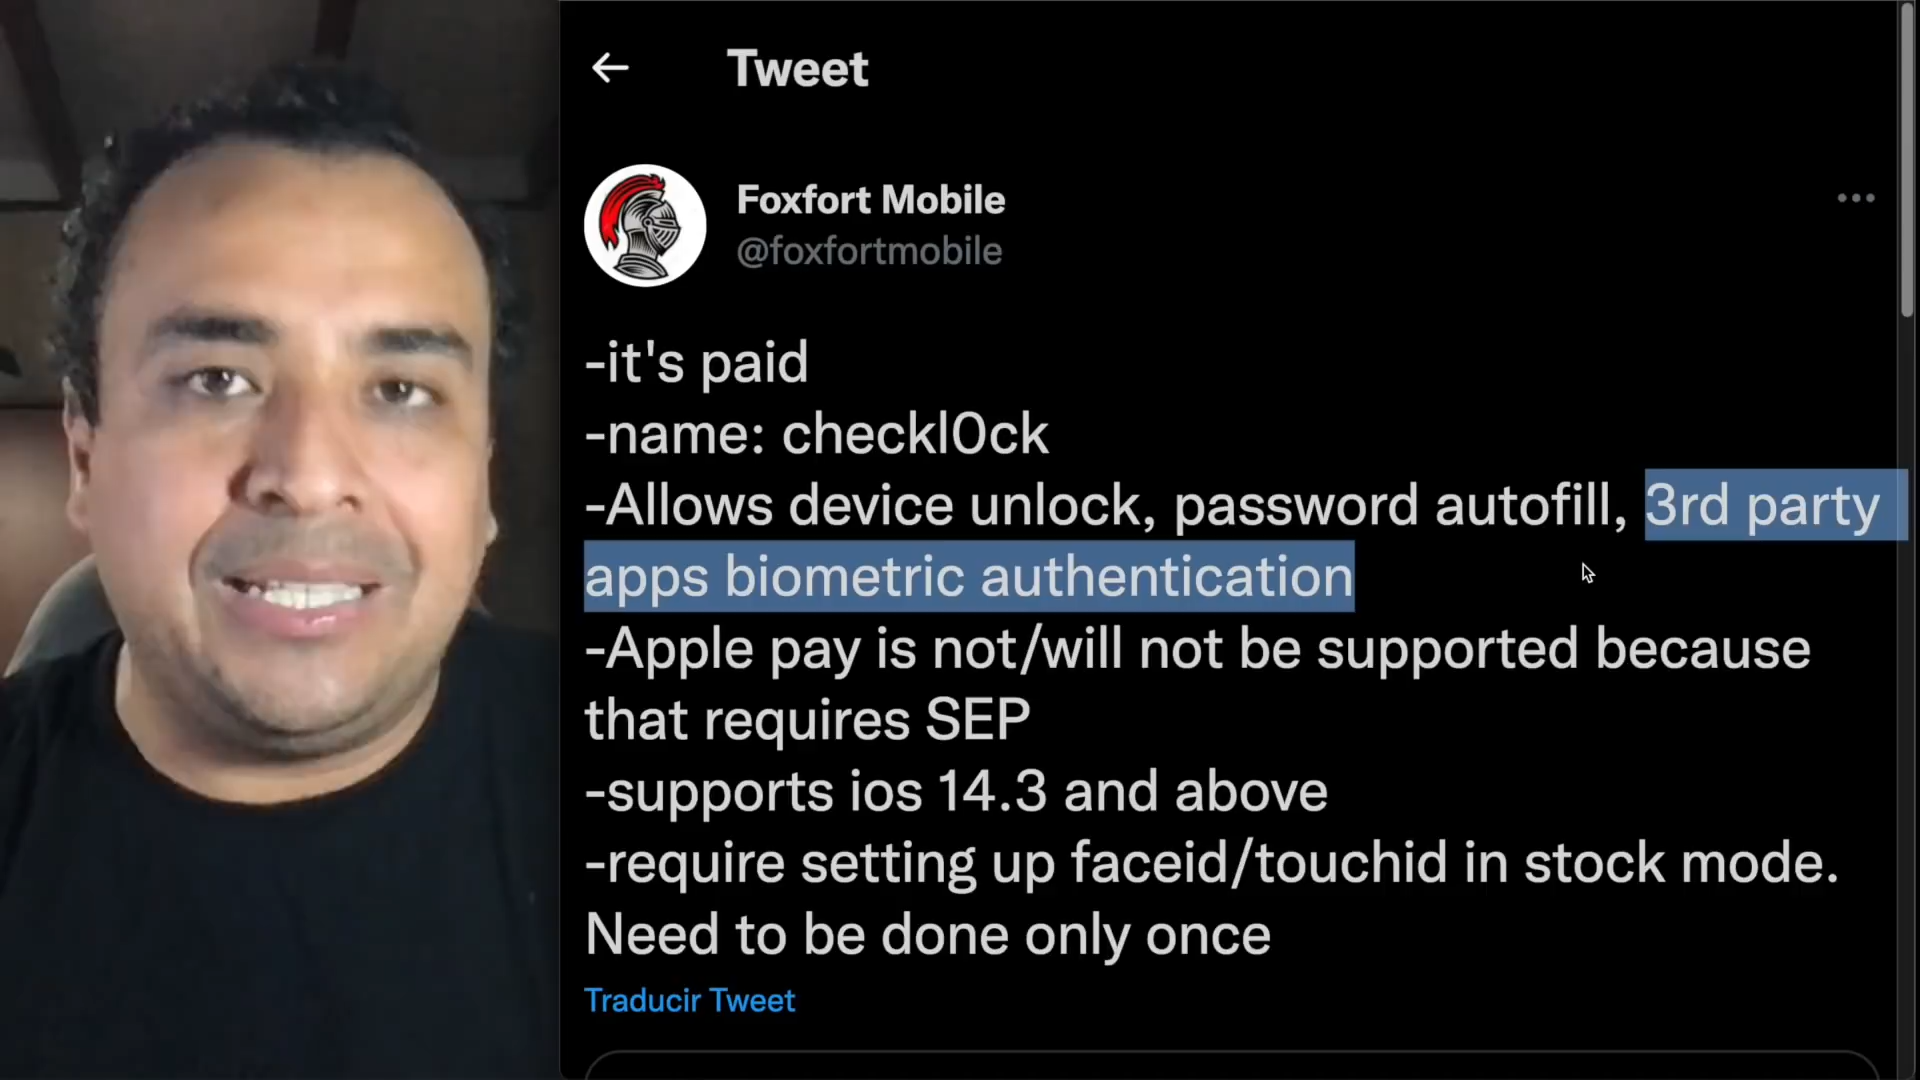 Tweet
Foxfort Mobile
@foxfortmobile
-it's paid
-name: checkl0ck
-Allows device unlock, password autofill, 3rd party
apps biometric authentication
-Apple pay is not/will not be supported because
that requires SEP
-supports ios 14.3 and above
-require setting up faceid/touchid in stock mode.
Need to be done only once
Traducir Tweet